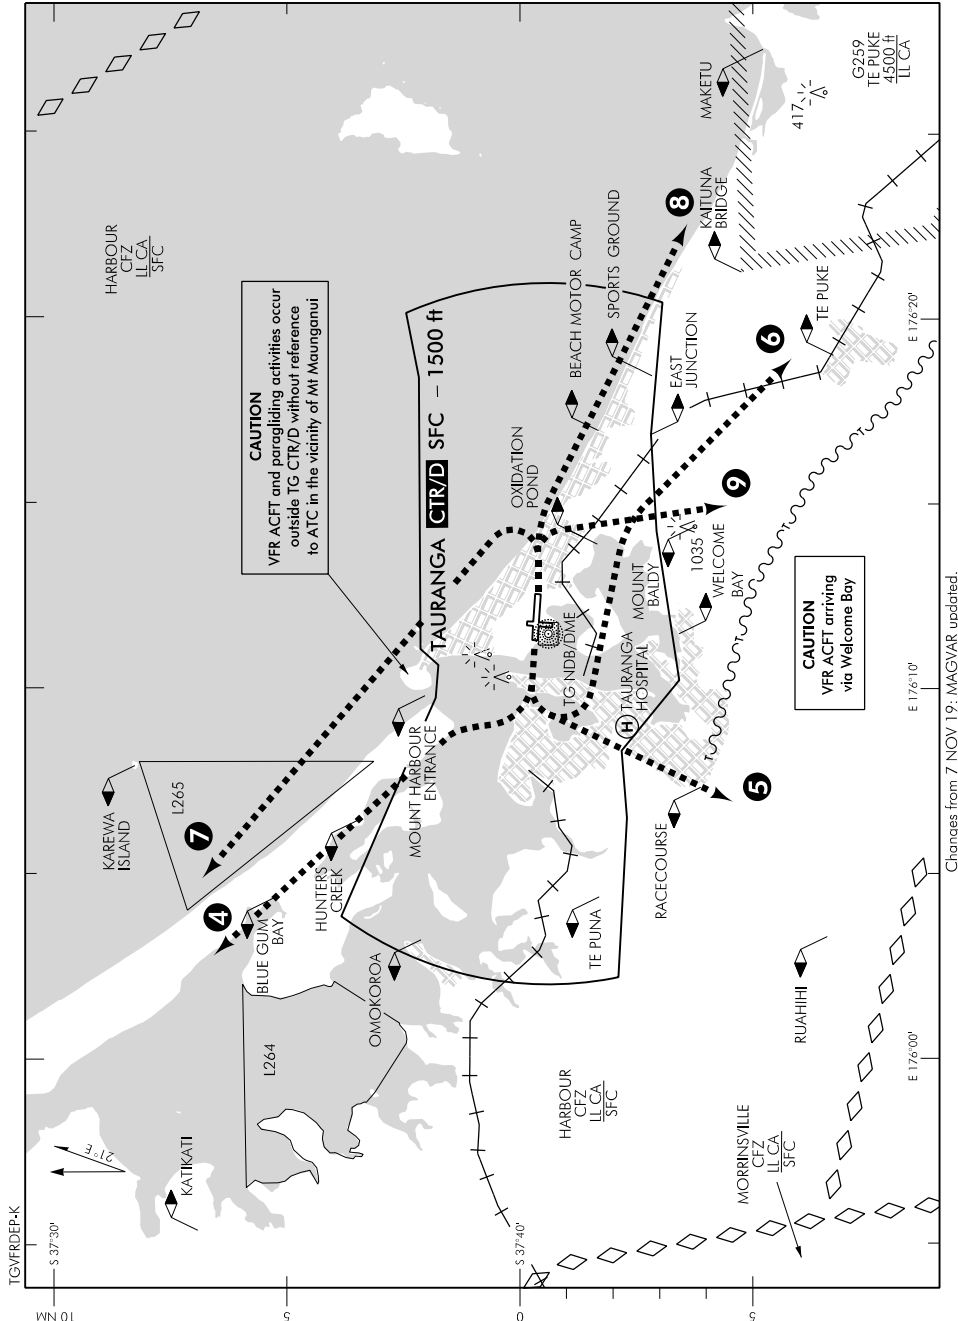 TGVFRDEP-K
10 NM
5
0
5
S 37°30'
S 37°40'
21°E
HARBOUR
CFZ
LL CA
SFC
CAUTION
VFR ACFT and paragliding activities occur
outside TG CTR/D without reference
to ATC in the vicinity of Mt Maunganui
TAURANGA CTR/D SFC – 1500 ft
KAREWA
ISLAND
L265
7
4
BLUE GUM
BAY
HUNTERS
CREEK
MOUNT HARBOUR
ENTRANCE
OMOKOROA
L264
KATIKATI
MAKETU
417
G259
TE PUKE
4500 ft
LL CA
KAITUNA
BRIDGE
8
SPORTS GROUND
BEACH MOTOR CAMP
OXIDATION
POND
EAST
JUNCTION
TE PUKE
6
9
TG NDB/DME
MOUNT
BALDY
1035
WELCOME
BAY
H
TAURANGA
HOSPITAL
T
T
T
T
5
RACECOURSE
TE PUNA
RUAHIHI
HARBOUR
CFZ
LL CA
SFC
MORRINSVILLE
CFZ
LL CA
SFC
CAUTION
VFR ACFT arriving
via Welcome Bay
E 176°00'
E 176°10'
E 176°20'
Changes from 7 NOV 19: MAGVAR updated.